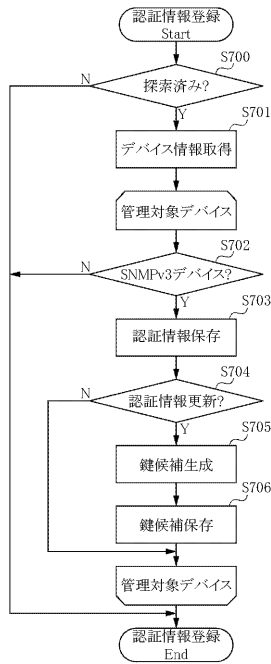 認証情報登録
Start
S700
N
探索済み?
Y
S701
デバイス情報取得
管理対象デバイス
S702
N
SNMPv3デバイス?
Y
S703
認証情報保存
S704
N
認証情報更新?
Y
S705
鍵候補生成
S706
鍵候補保存
管理対象デバイス
認証情報登録
End